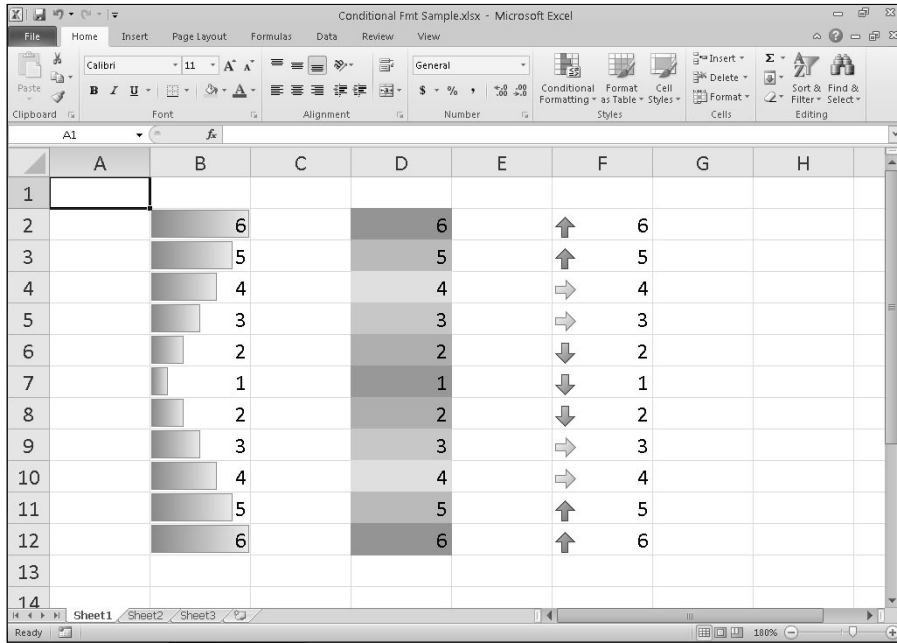 Conditional Fmt Sample.xlsx - Microsoft Excel
File Home Insert Page Layout Formulas Data Review View
Paste
Calibri 11 A A
B I U A
General
$ % , .0 .00 .00 .0
Conditional Formatting Format as Table Cell Styles
Insert
Delete
Format
Σ
Sort & Filter Find & Select
Clipboard Font Alignment Number Styles Cells Editing
A1 fx
A B C D E F G H
1
2 6 6 6
3 5 5 5
4 4 4 4
5 3 3 3
6 2 2 2
7 1 1 1
8 2 2 2
9 3 3 3
10 4 4 4
11 5 5 5
12 6 6 6
13
14
Sheet1 Sheet2 Sheet3
Ready 180%